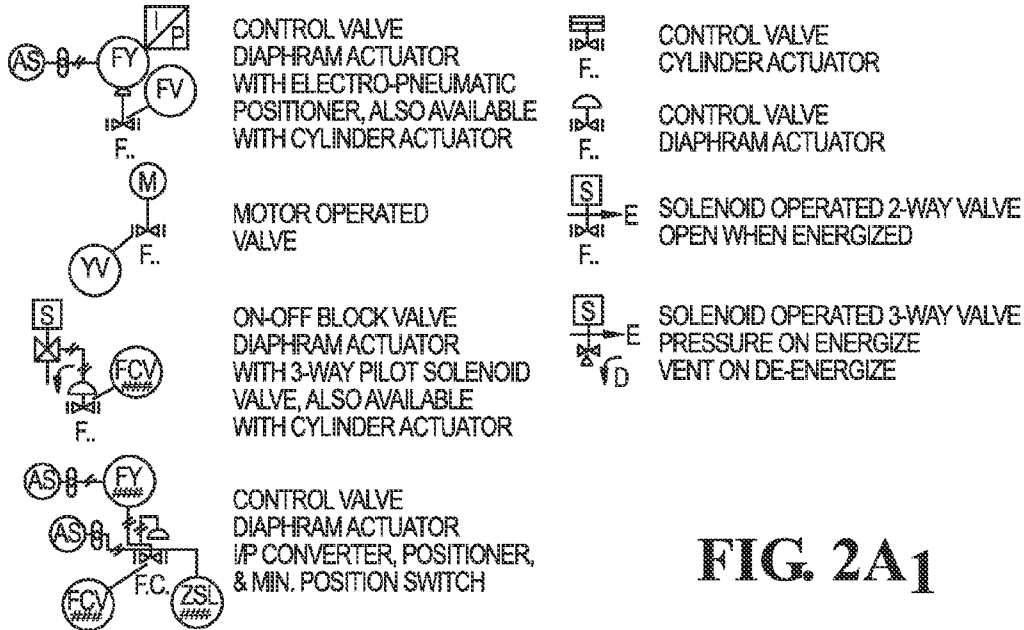 I
P
AS
FY
FV
F..
CONTROL VALVE
DIAPHRAM ACTUATOR
WITH ELECTRO-PNEUMATIC
POSITIONER, ALSO AVAILABLE
WITH CYLINDER ACTUATOR
M
F..
YV
MOTOR OPERATED
VALVE
S
FCV
####
F..
ON-OFF BLOCK VALVE
DIAPHRAM ACTUATOR
WITH 3-WAY PILOT SOLENOID
VALVE, ALSO AVAILABLE
WITH CYLINDER ACTUATOR
AS
FY
####
AS
F.C.
FCV
####
ZSL
####
CONTROL VALVE
DIAPHRAM ACTUATOR
I/P CONVERTER, POSITIONER,
& MIN. POSITION SWITCH
F..
CONTROL VALVE
CYLINDER ACTUATOR
F..
CONTROL VALVE
DIAPHRAM ACTUATOR
S
E
F..
SOLENOID OPERATED 2-WAY VALVE
OPEN WHEN ENERGIZED
S
E
D
SOLENOID OPERATED 3-WAY VALVE
PRESSURE ON ENERGIZE
VENT ON DE-ENERGIZE
FIG. 2A1